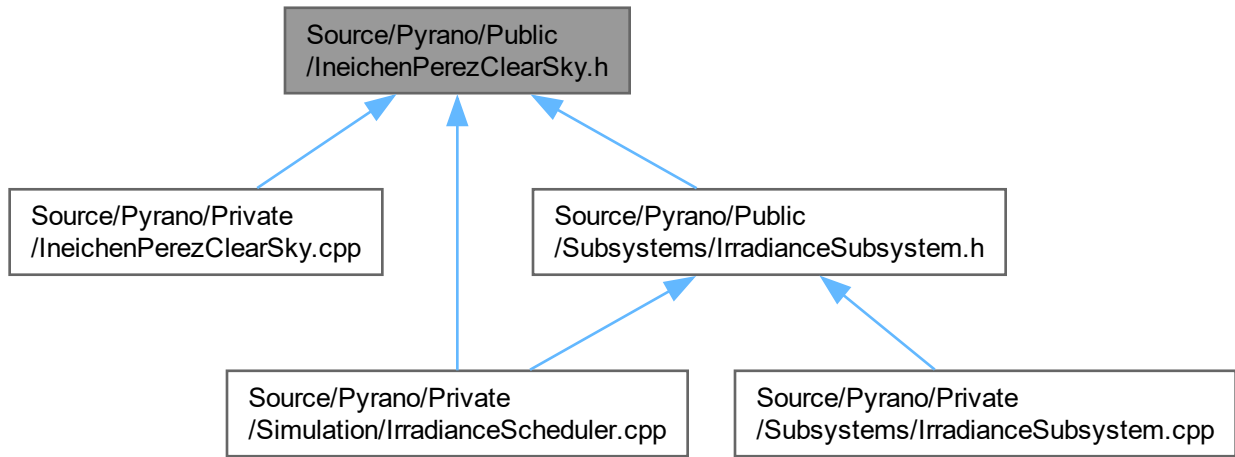 Source/Pyrano/Public
/IneichenPerezClearSky.h
Source/Pyrano/Private
/IneichenPerezClearSky.cpp
Source/Pyrano/Public
/Subsystems/IrradianceSubsystem.h
Source/Pyrano/Private
/Simulation/IrradianceScheduler.cpp
Source/Pyrano/Private
/Subsystems/IrradianceSubsystem.cpp